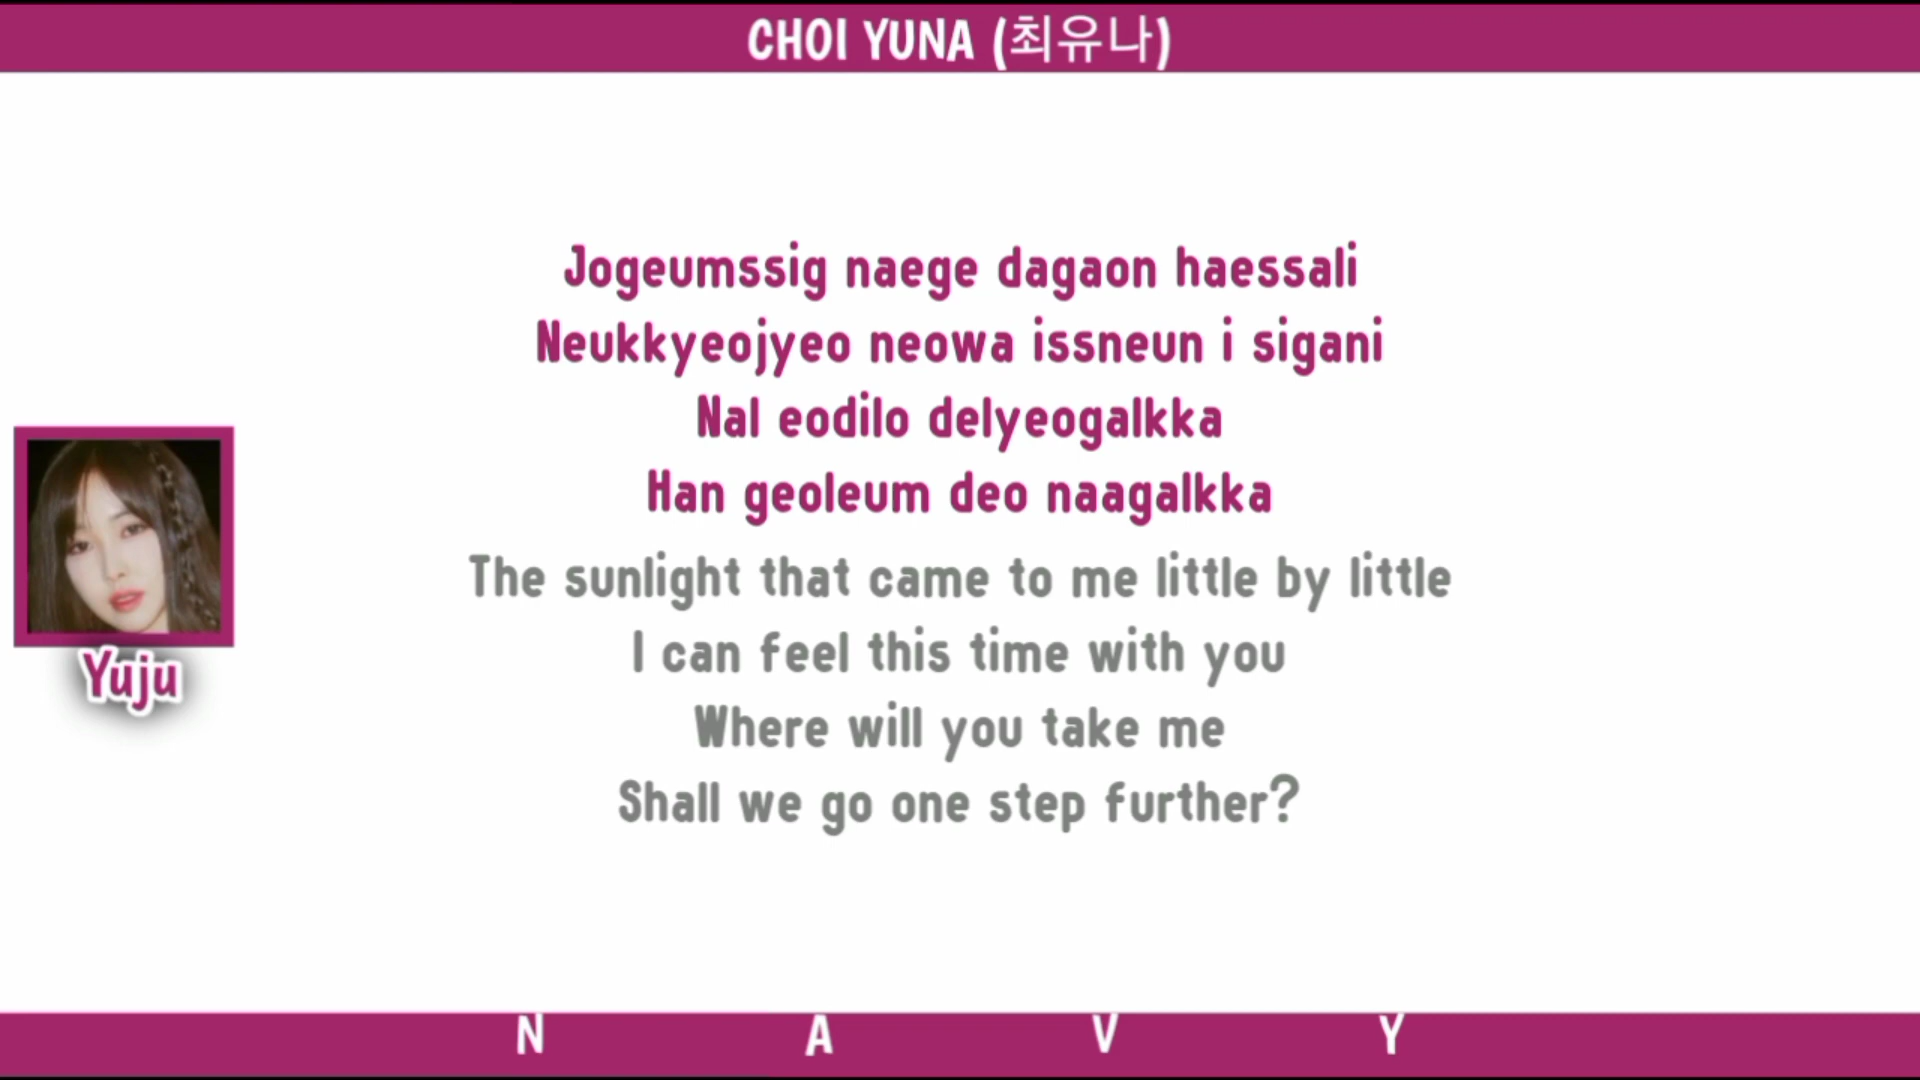 CHOI YUNA (최유나)
Jogeumssig naege dagaon haessali
Neukkyeojyeo neowa issneun i sigani
Nal eodilo delyeogalkka
Han geoleum deo naagalkka
The sunlight that came to me little by little
I can feel this time with you
Where will you take me
Shall we go one step further?
Yuju
N A V Y